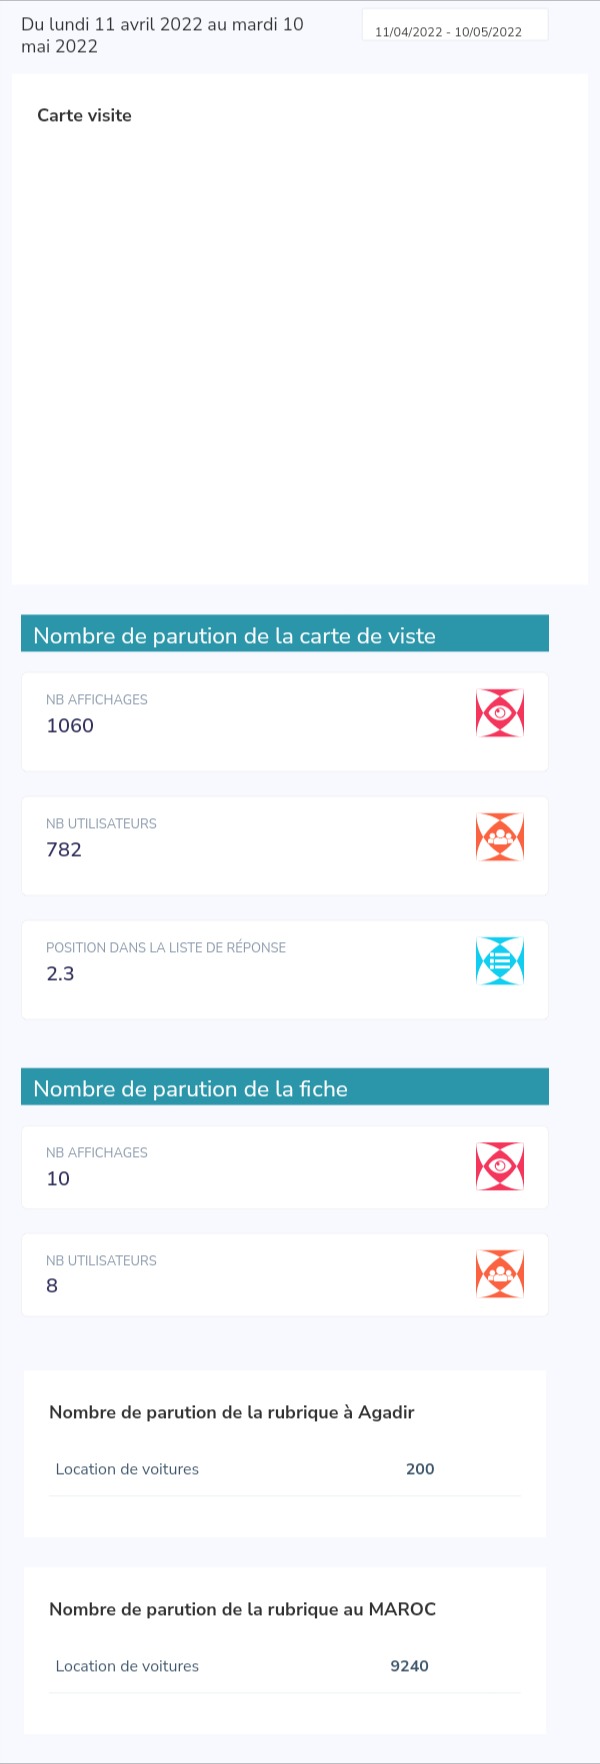 Du lundi 11 avril 2022 au mardi 10
mai 2022
11/04/2022 - 10/05/2022
Carte visite
Nombre de parution de la carte de viste
NB AFFICHAGES
1060
NB UTILISATEURS
782
POSITION DANS LA LISTE DE RÉPONSE
2.3
Nombre de parution de la fiche
NB AFFICHAGES
10
NB UTILISATEURS
8
Nombre de parution de la rubrique à Agadir
Location de voitures 200
Nombre de parution de la rubrique au MAROC
Location de voitures 9240